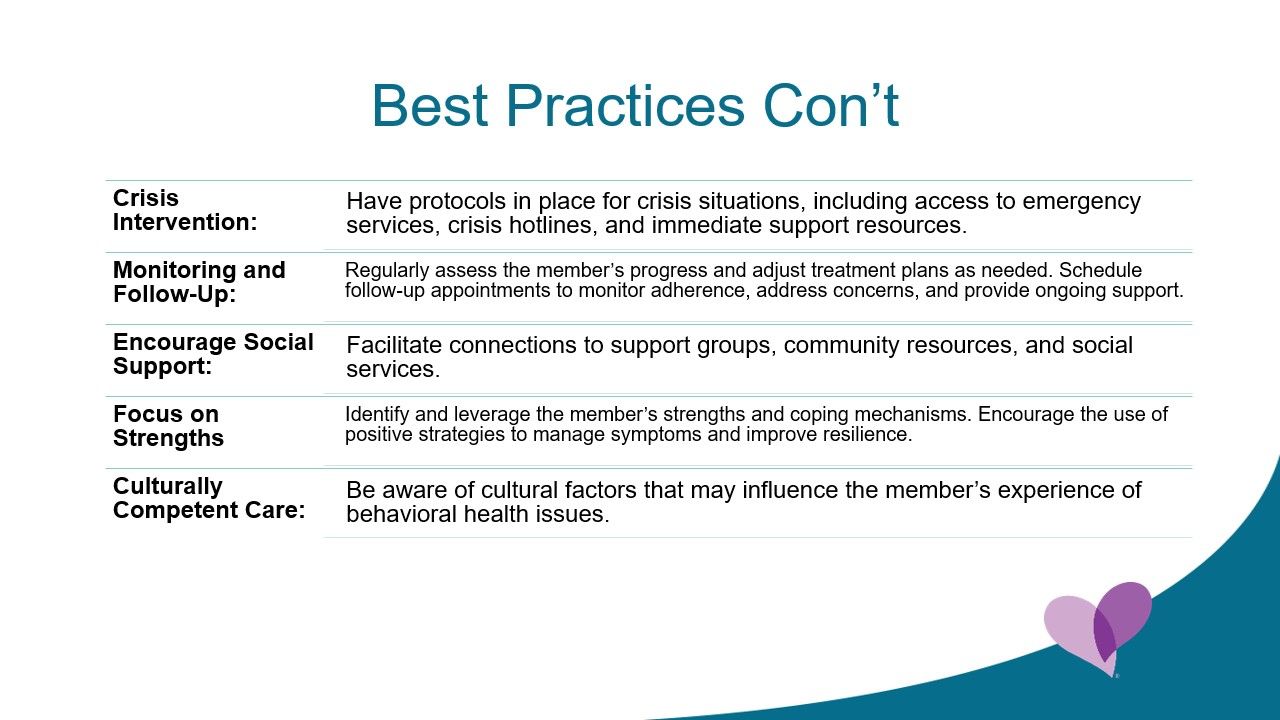 Best Practices Con’t
Crisis
Intervention:
Have protocols in place for crisis situations, including access to emergency
services, crisis hotlines, and immediate support resources.
Monitoring and
Follow-Up:
Regularly assess the member’s progress and adjust treatment plans as needed. Schedule
follow-up appointments to monitor adherence, address concerns, and provide ongoing support.
Encourage Social
Support:
Facilitate connections to support groups, community resources, and social
services.
Focus on
Strengths
Identify and leverage the member’s strengths and coping mechanisms. Encourage the use of
positive strategies to manage symptoms and improve resilience.
Culturally
Competent Care:
Be aware of cultural factors that may influence the member’s experience of
behavioral health issues.
®